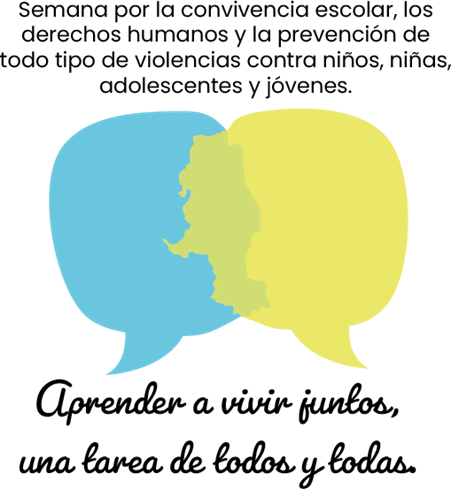 Semana por la convivencia escolar, los
derechos humanos y la prevención de
todo tipo de violencias contra niños, niñas,
adolescentes y jóvenes.
Aprender a vivir juntos,
una tarea de todos y todas.